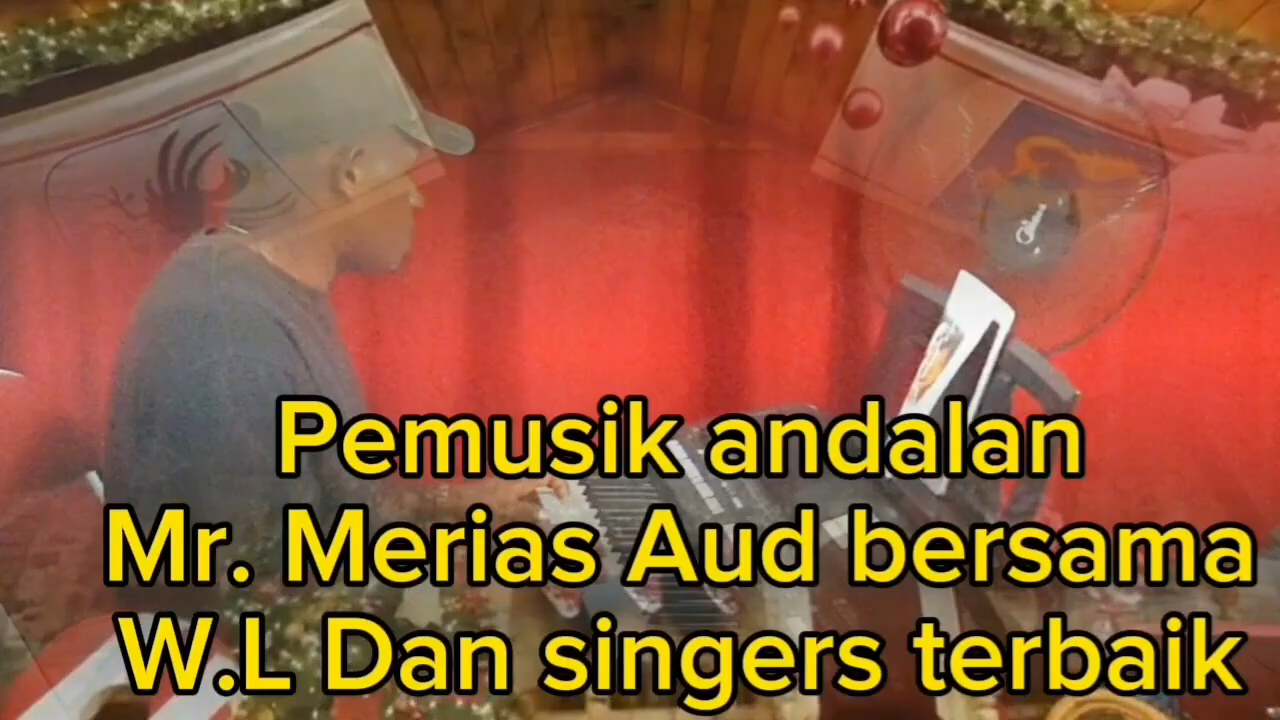 Pemusik andalan
Mr. Merias Aud bersama
W.L Dan singers terbaik